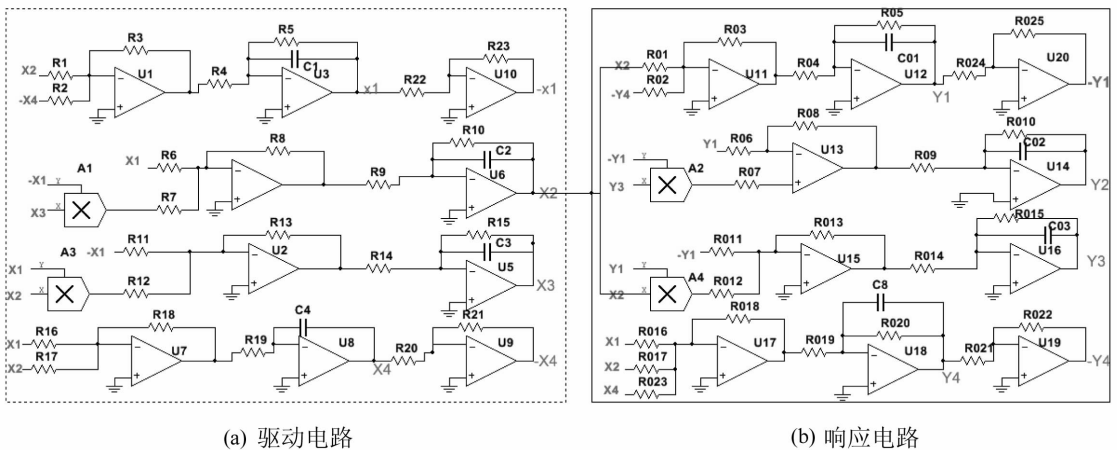 R3 R5 R23
R1 C1
X2 U1 R4 U3 R22 U10
R2 x1 -x1
-X4
R8 R10
X1 R6 C2
A1 R9 U6
-X1 Y R7 X2
X3 X
R13 R15
-X1 R11 C3
A3 U2 R14 U5
X1 Y R12 X3
X2 X
R18 C4 R21
R16 R19
X1 U7 U8 R20 U9
R17 X4 -X4
X2
R03 R05 R025
R01 C01
X2 U11 R04 U12 R024 U20
R02 Y1 -Y1
-Y4
R08 R010
Y1 R06 C02
-Y1 Y A2 U13 R09 U14
Y3 X R07 Y2
R013 R015
-Y1 R011 C03
Y1 Y A4 U15 R014 U16 Y3
X2 X R012
R018 C8 R022
R016 R020
X1 U17 R019 U18 R021 U19
R017 Y4 -Y4
X2
R023
X4
(a) 驱动电路
(b) 响应电路